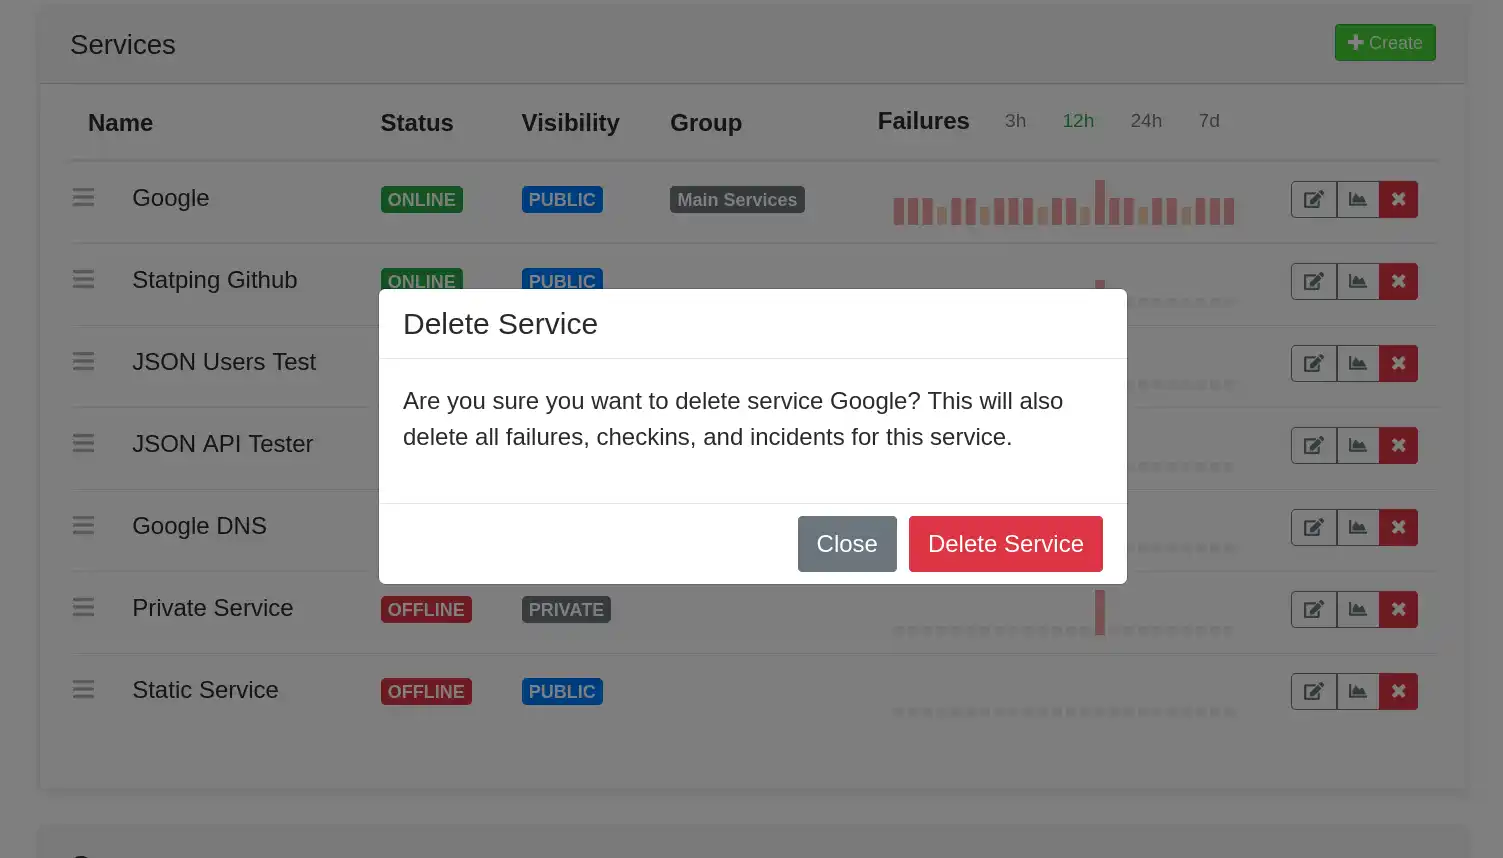 Services
Create
Name Status Visibility Group Failures 3h 12h 24h 7d
Google ONLINE PUBLIC Main Services
Statping Github ONLINE PUBLIC
Delete Service
JSON Users Test
Are you sure you want to delete service Google? This will also
delete all failures, checkins, and incidents for this service.
JSON API Tester
Google DNS
Close Delete Service
Private Service OFFLINE PRIVATE
Static Service OFFLINE PUBLIC